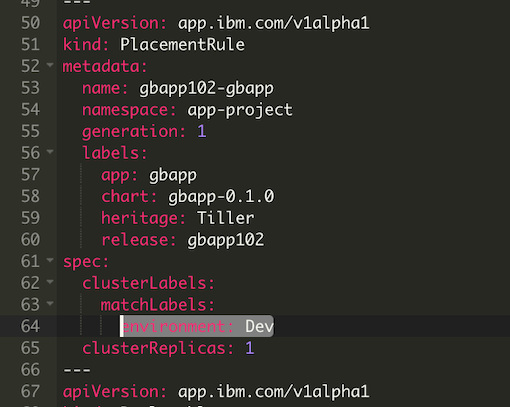 49 ---
50 apiVersion: app.ibm.com/v1alpha1
51 kind: PlacementRule
52 metadata:
53 name: gbapp102-gbapp
54 namespace: app-project
55 generation: 1
56 labels:
57 app: gbapp
58 chart: gbapp-0.1.0
59 heritage: Tiller
60 release: gbapp102
61 spec:
62 clusterLabels:
63 matchLabels:
64 environment: Dev
65 clusterReplicas: 1
66 ---
67 apiVersion: app.ibm.com/v1alpha1